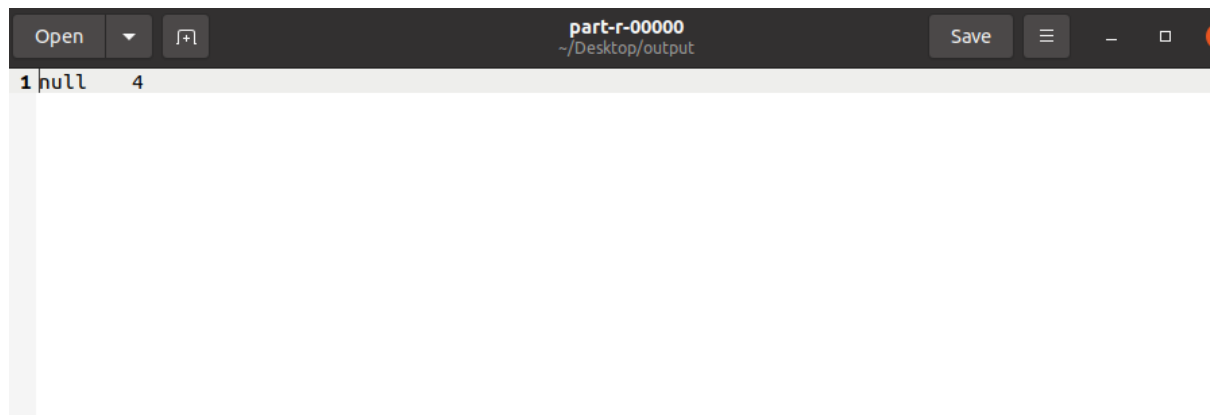 Open
part-r-00000
~/Desktop/output
Save
1 null 4